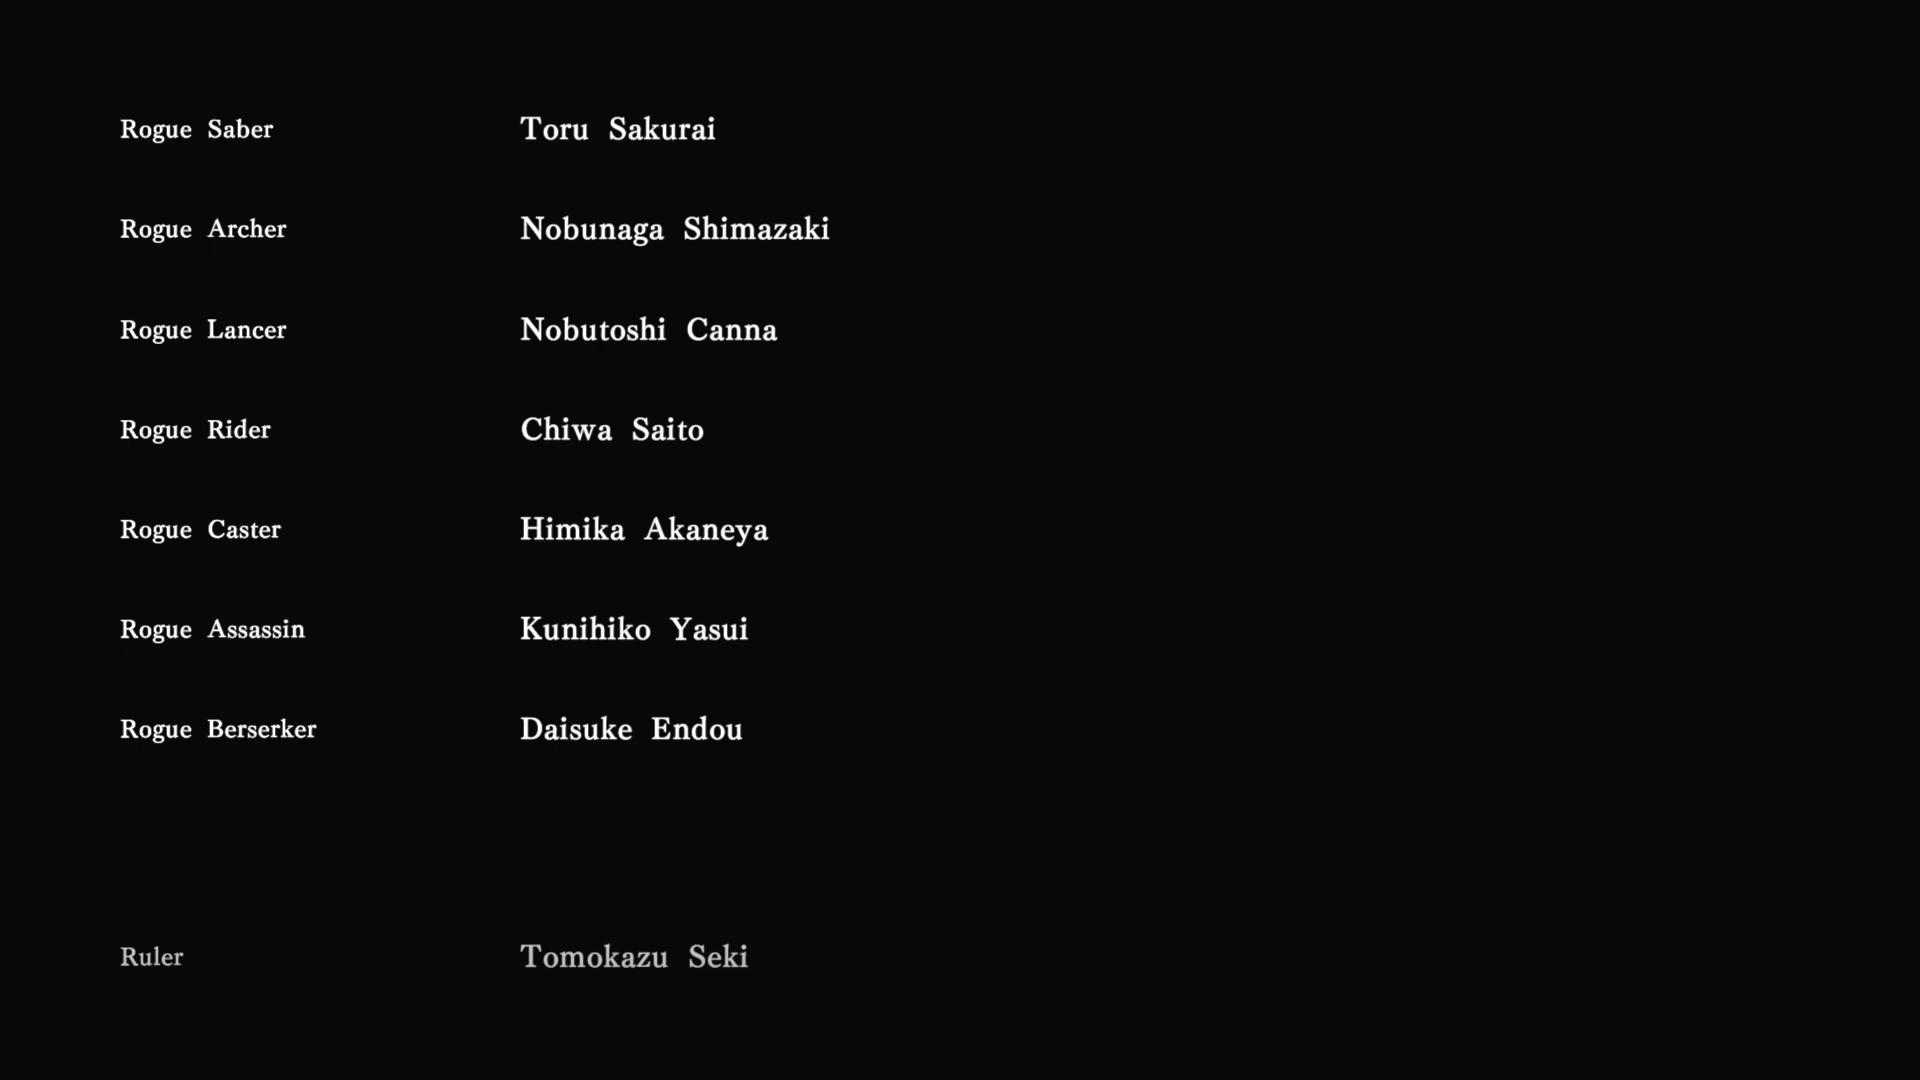 Rogue Saber Toru Sakurai
Rogue Archer Nobunaga Shimazaki
Rogue Lancer Nobutoshi Canna
Rogue Rider Chiwa Saito
Rogue Caster Himika Akaneya
Rogue Assassin Kunihiko Yasui
Rogue Berserker Daisuke Endou
Ruler Tomokazu Seki